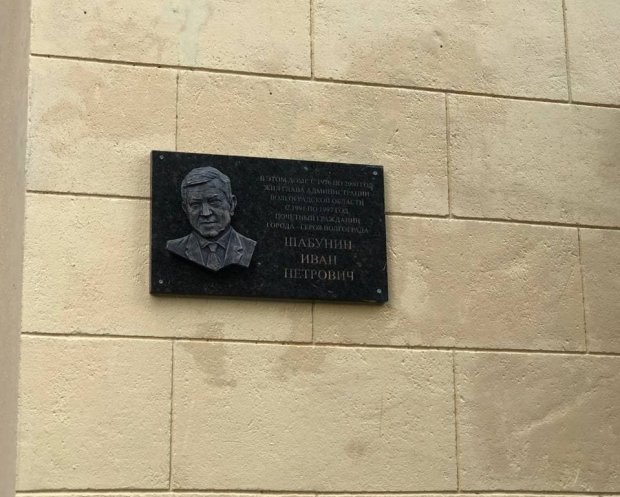 В ЭТОМ ДОМЕ С 1976 ПО 2000 ГОД
ЖИЛ ГЛАВА АДМИНИСТРАЦИИ
ВОЛГОГРАДСКОЙ ОБЛАСТИ
С 1991 ПО 1997 ГОД,
ПОЧЕТНЫЙ ГРАЖДАНИН
ГОРОДА - ГЕРОЯ ВОЛГОГРАДА
ШАБУНИН
ИВАН
ПЕТРОВИЧ